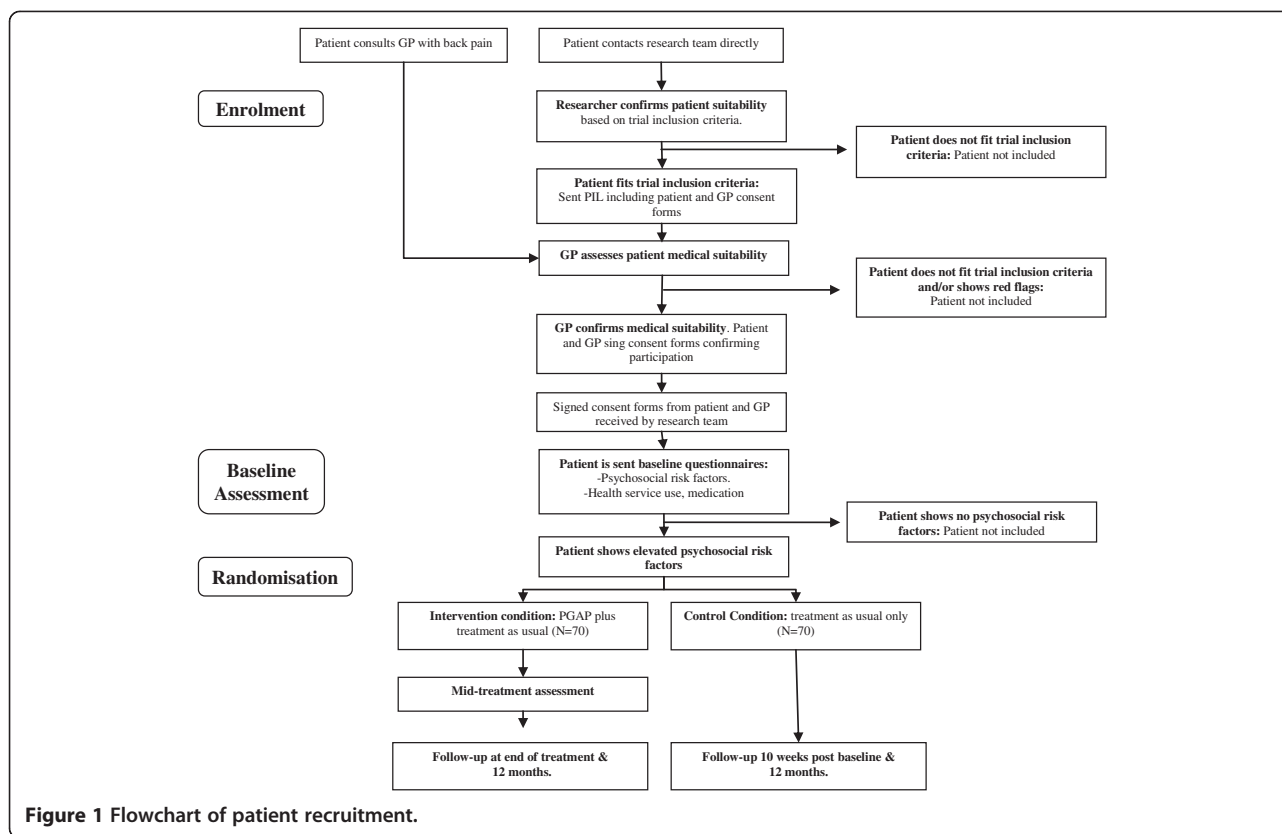 Patient consults GP with back pain
Patient contacts research team directly
Enrolment
Researcher confirms patient suitability
based on trial inclusion criteria.
Patient does not fit trial inclusion
criteria: Patient not included
Patient fits trial inclusion criteria:
Sent PIL including patient and GP consent
forms
GP assesses patient medical suitability
Patient does not fit trial inclusion criteria
and/or shows red flags:
Patient not included
GP confirms medical suitability. Patient
and GP sing consent forms confirming
participation
Signed consent forms from patient and GP
received by research team
Baseline
Assessment
Patient is sent baseline questionnaires:
-Psychosocial risk factors.
-Health service use, medication
Patient shows no psychosocial risk
factors: Patient not included
Patient shows elevated psychosocial risk
factors
Randomisation
Intervention condition: PGAP plus
treatment as usual (N=70)
Control Condition: treatment as usual only
(N=70)
Mid-treatment assessment
Follow-up at end of treatment &
12 months.
Follow-up 10 weeks post baseline &
12 months.
Figure 1 Flowchart of patient recruitment.